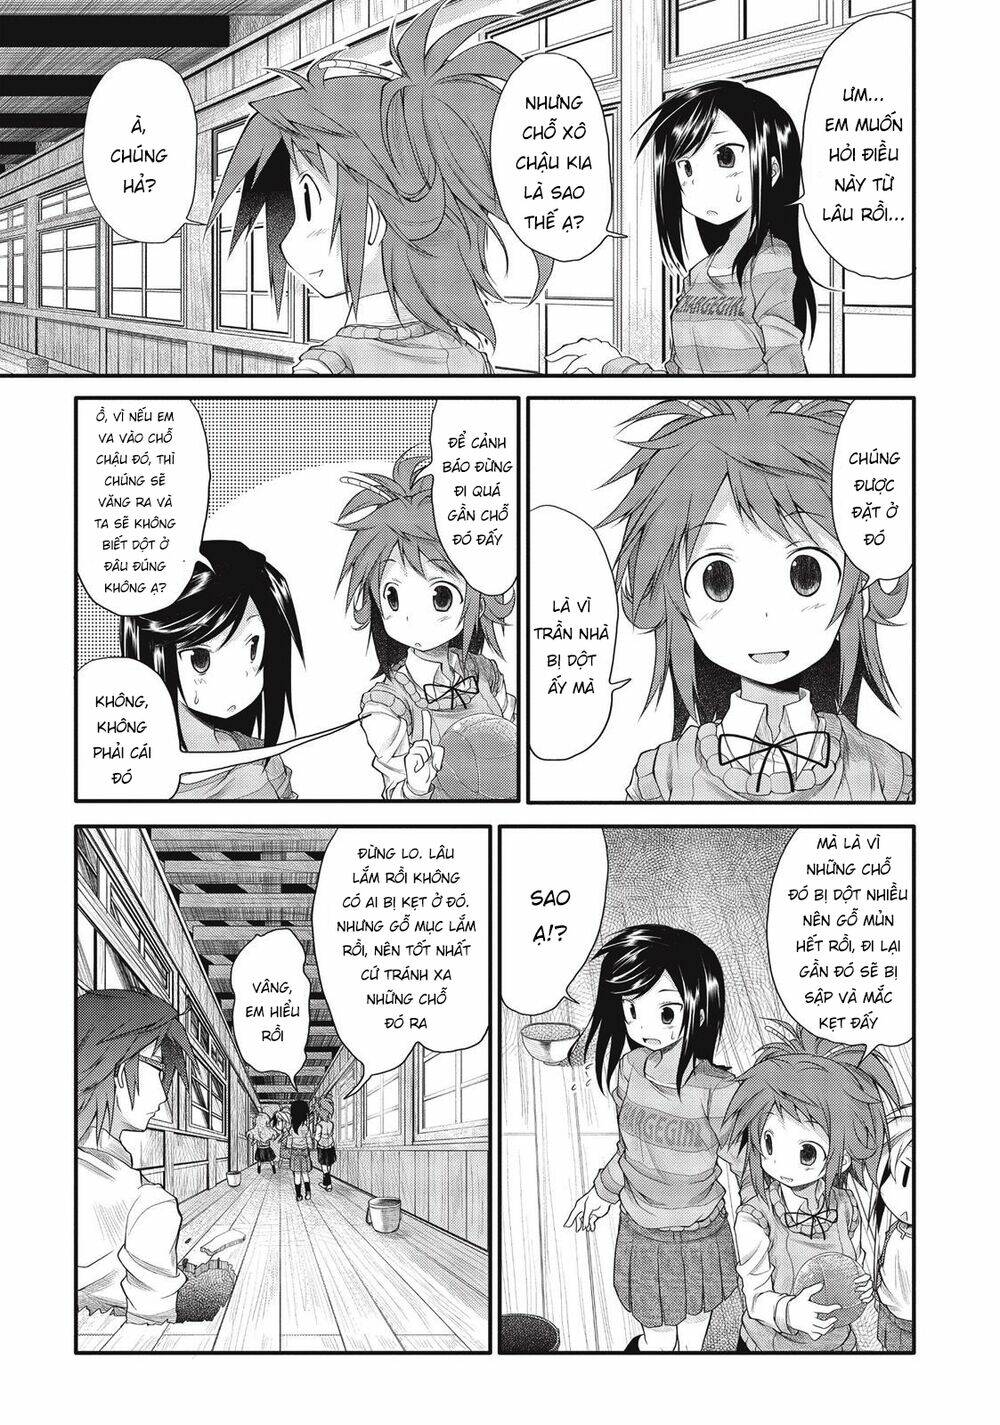 ƯM...
EM MUỐN
HỎI ĐIỀU
NÀY TỪ
LÂU RỒI...
NHƯNG
CHỖ XÔ
CHẬU KIA
LÀ SAO
THẾ Ạ?
À,
CHÚNG
HẢ?
CHÚNG
ĐƯỢC
ĐẶT Ở
ĐÓ
LÀ VÌ
TRẦN NHÀ
BỊ DỘT
ẤY MÀ
ĐỂ CẢNH
BÁO ĐỪNG
ĐI QUÁ
GẦN CHỖ
ĐÓ ĐẤY
Ồ, VÌ NẾU EM
VA VÀO CHỖ
CHẬU ĐÓ, THÌ
CHÚNG SẼ
VĂNG RA VÀ
TA SẼ KHÔNG
BIẾT DỘT Ở
ĐÂU ĐÚNG
KHÔNG Ạ?
KHÔNG,
KHÔNG
PHẢI CÁI
ĐÓ
MÀ LÀ VÌ
NHỮNG CHỖ
ĐÓ BỊ DỘT NHIỀU
NÊN GỖ MỦN
HẾT RỒI, ĐI LẠI
GẦN ĐÓ SẼ BỊ
SẬP VÀ MẮC
KẸT ĐẤY
SAO
Ạ!?
ĐỪNG LO. LÂU
LẮM RỒI KHÔNG
CÓ AI BỊ KẸT Ở ĐÓ.
NHƯNG GỖ MỤC LẮM
RỒI, NÊN TỐT NHẤT
CỨ TRÁNH XA
NHỮNG CHỖ
ĐÓ RA
VÂNG,
EM HIỂU
RỒI